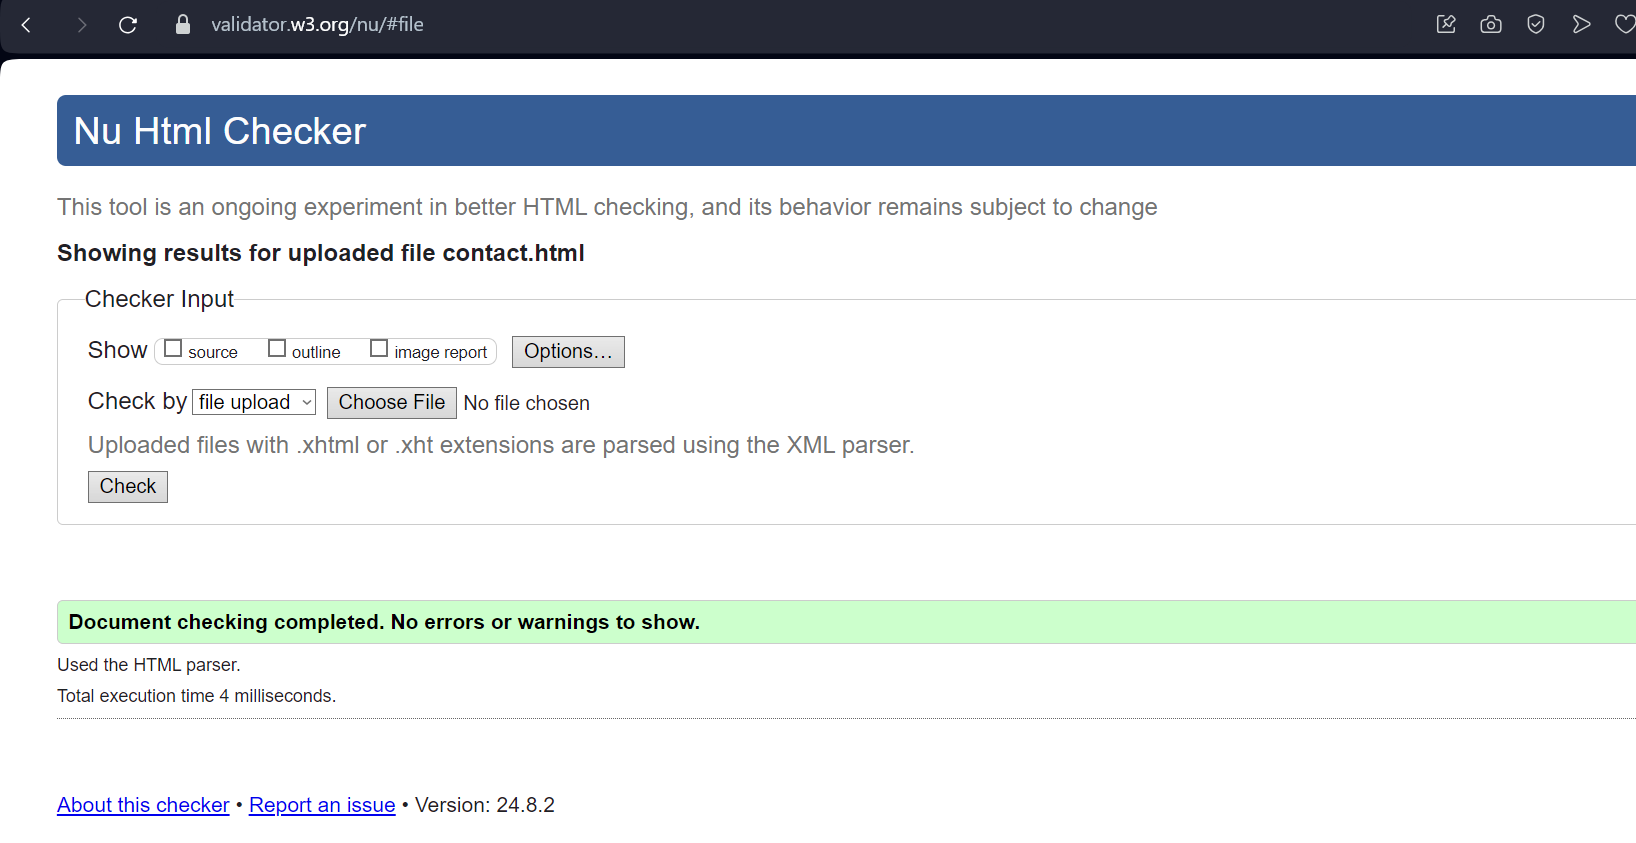 validator.w3.org/nu/#file
Nu Html Checker
This tool is an ongoing experiment in better HTML checking, and its behavior remains subject to change
Showing results for uploaded file contact.html
Checker Input
Show source outline image report Options...
Check by file upload Choose File No file chosen
Uploaded files with .xhtml or .xht extensions are parsed using the XML parser.
Check
Document checking completed. No errors or warnings to show.
Used the HTML parser.
Total execution time 4 milliseconds.
About this checker • Report an issue • Version: 24.8.2